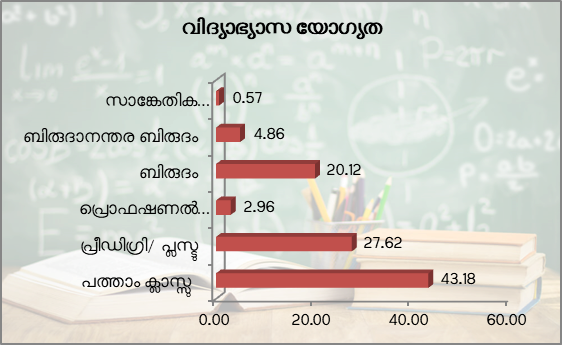 വിദ്യാഭ്യാസ യോഗ്യത
സാങ്കേതിക... 0.57
ബിരുദാനന്തര ബിരുദം 4.86
ബിരുദം 20.12
പ്രൊഫഷണൽ... 2.96
പ്രീഡിഗ്രി/ പ്ലസ്ടു 27.62
പത്താം ക്ലാസ്സു 43.18
0.00 20.00 40.00 60.00